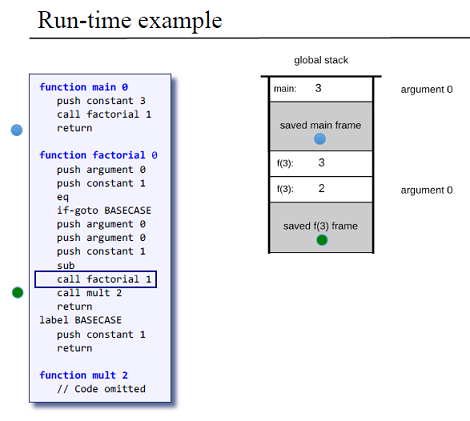 Run-time example
function main 0
push constant 3
call factorial 1
return
function factorial 0
push argument 0
push constant 1
eq
if-goto BASECASE
push argument 0
push argument 0
push constant 1
sub
call factorial 1
call mult 2
return
label BASECASE
push constant 1
return
function mult 2
// Code omitted
global stack
main: 3 argument 0
saved main frame
f(3): 3
f(3): 2 argument 0
saved f(3) frame